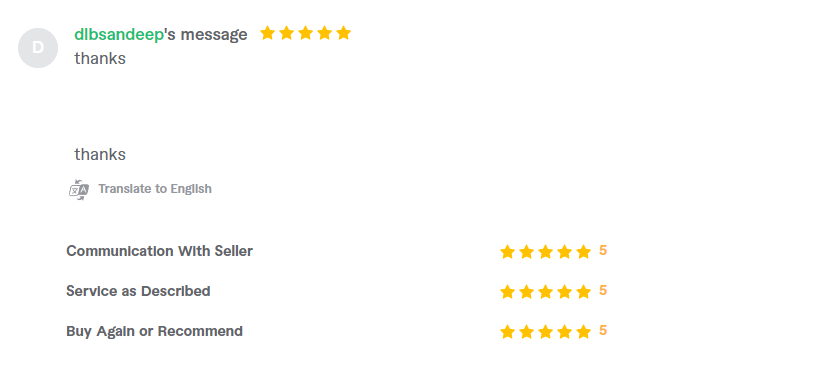 D
dlbsandeep's message
thanks
thanks
Translate to English
Communication With Seller 5
Service as Described 5
Buy Again or Recommend 5